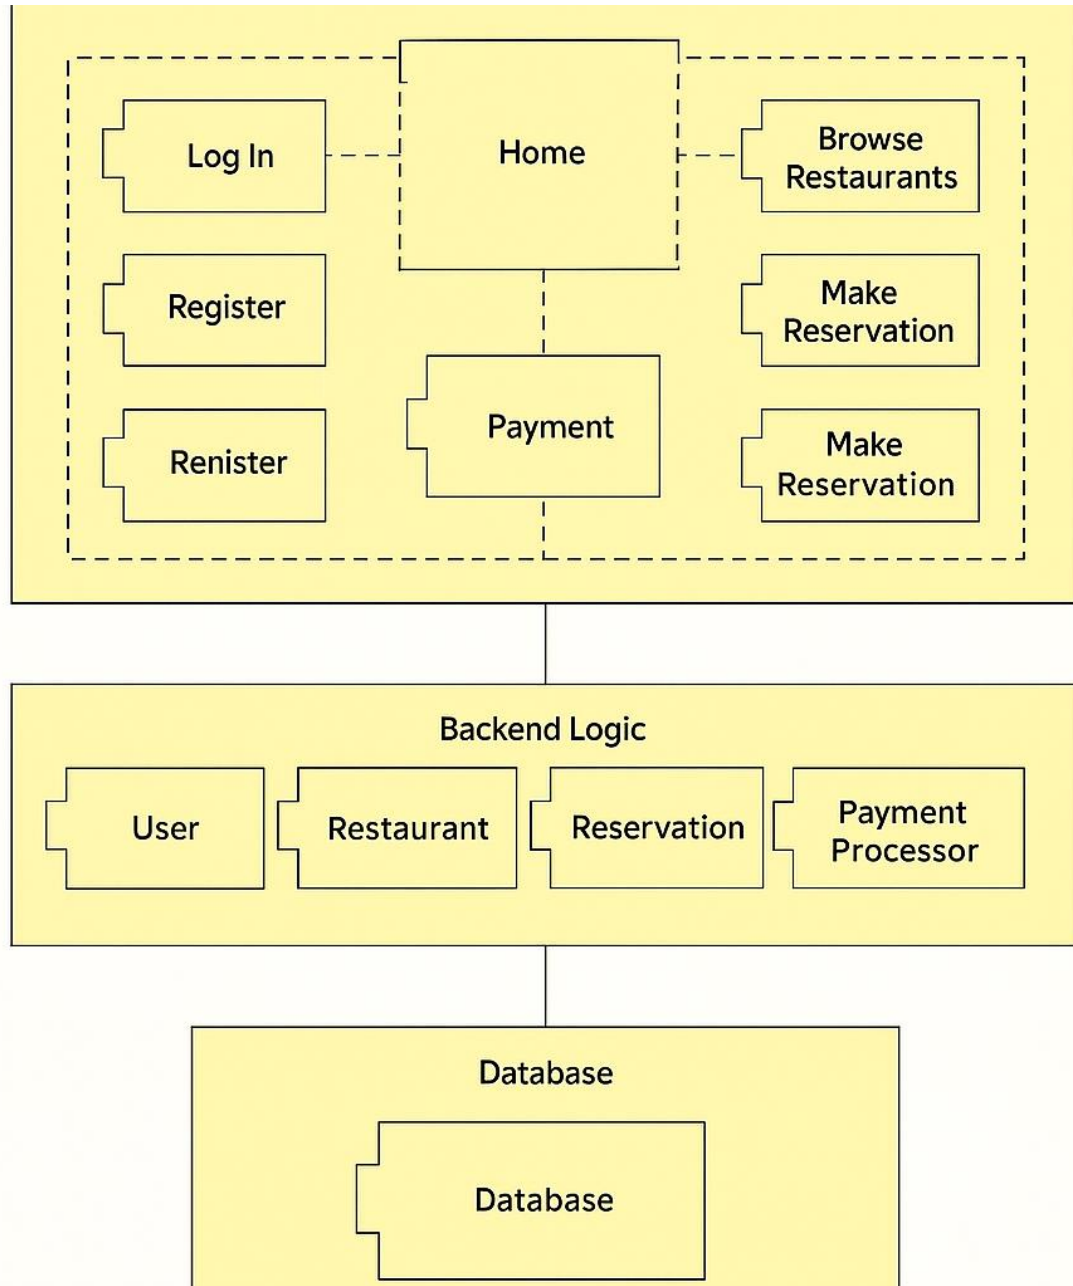 Log In
Home
Browse
Restaurants
Register
Make
Reservation
Payment
Renister
Make
Reservation
Backend Logic
User
Restaurant
Reservation
Payment
Processor
Database
Database